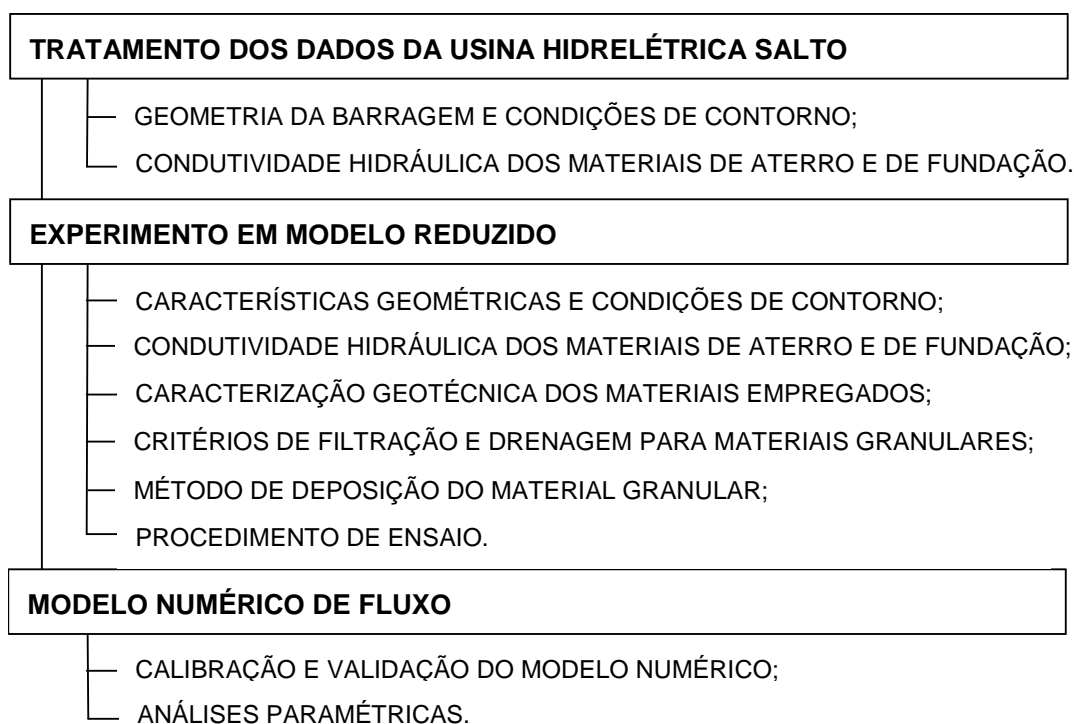 TRATAMENTO DOS DADOS DA USINA HIDRELÉTRICA SALTO
GEOMETRIA DA BARRAGEM E CONDIÇÕES DE CONTORNO;
CONDUTIVIDADE HIDRÁULICA DOS MATERIAIS DE ATERRO E DE FUNDAÇÃO.
EXPERIMENTO EM MODELO REDUZIDO
CARACTERÍSTICAS GEOMÉTRICAS E CONDIÇÕES DE CONTORNO;
CONDUTIVIDADE HIDRÁULICA DOS MATERIAIS DE ATERRO E DE FUNDAÇÃO;
CARACTERIZAÇÃO GEOTÉCNICA DOS MATERIAIS EMPREGADOS;
CRITÉRIOS DE FILTRAÇÃO E DRENAGEM PARA MATERIAIS GRANULARES;
MÉTODO DE DEPOSIÇÃO DO MATERIAL GRANULAR;
PROCEDIMENTO DE ENSAIO.
MODELO NUMÉRICO DE FLUXO
CALIBRAÇÃO E VALIDAÇÃO DO MODELO NUMÉRICO;
ANÁLISES PARAMÉTRICAS.